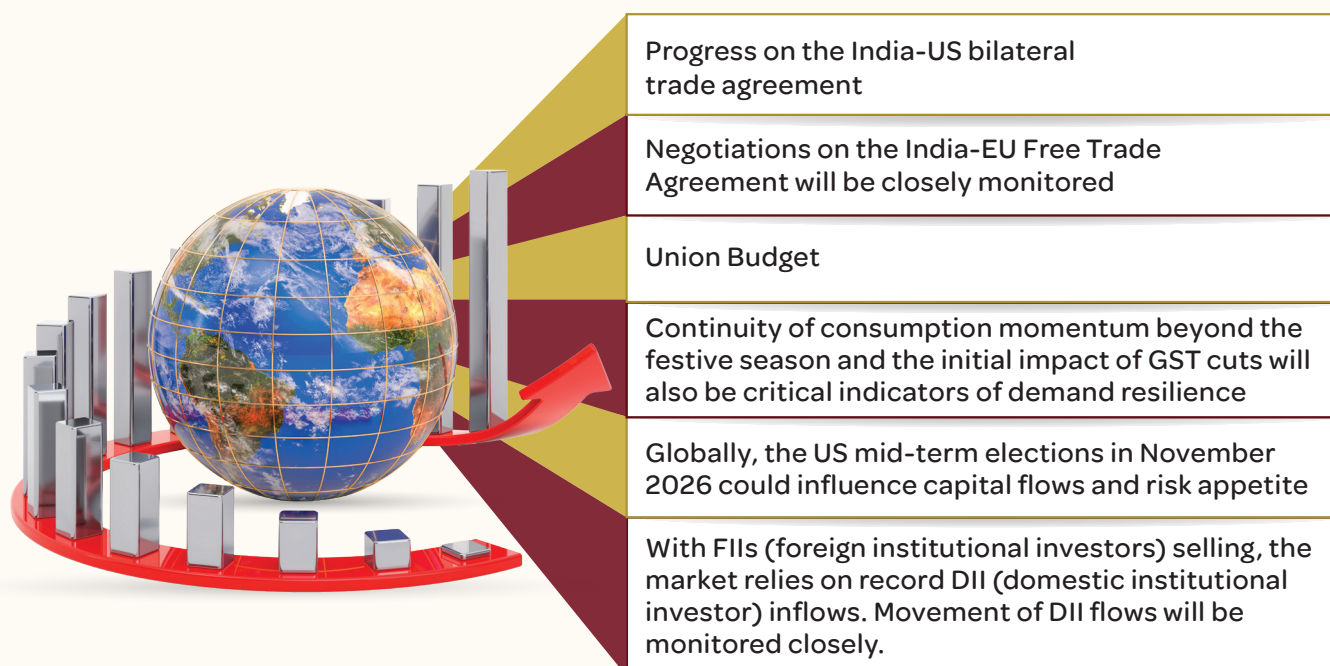 Progress on the India-US bilateral
trade agreement
Negotiations on the India-EU Free Trade
Agreement will be closely monitored
Union Budget
Continuity of consumption momentum beyond the
festive season and the initial impact of GST cuts will
also be critical indicators of demand resilience
Globally, the US mid-term elections in November
2026 could influence capital flows and risk appetite
With FIIs (foreign institutional investors) selling, the
market relies on record DII (domestic institutional
investor) inflows. Movement of DII flows will be
monitored closely.